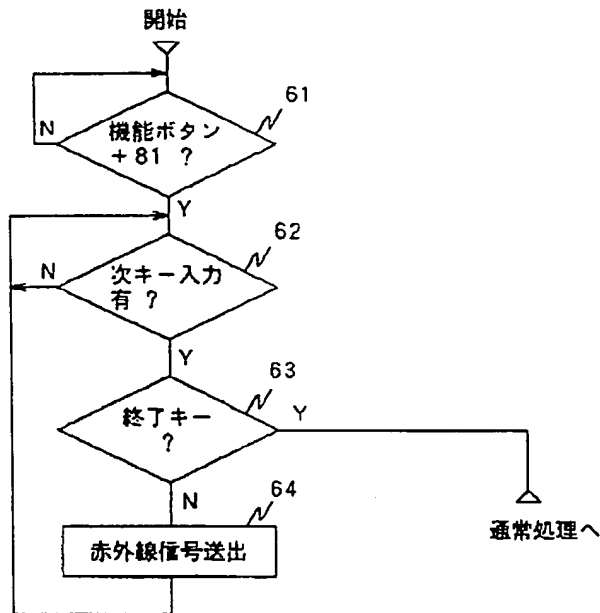 開始
61
N
機能ボタン
+81 ?
Y
62
N
次キー入力
有 ?
Y
63
終了キー
?
Y
N
64
赤外線信号送出
通常処理へ